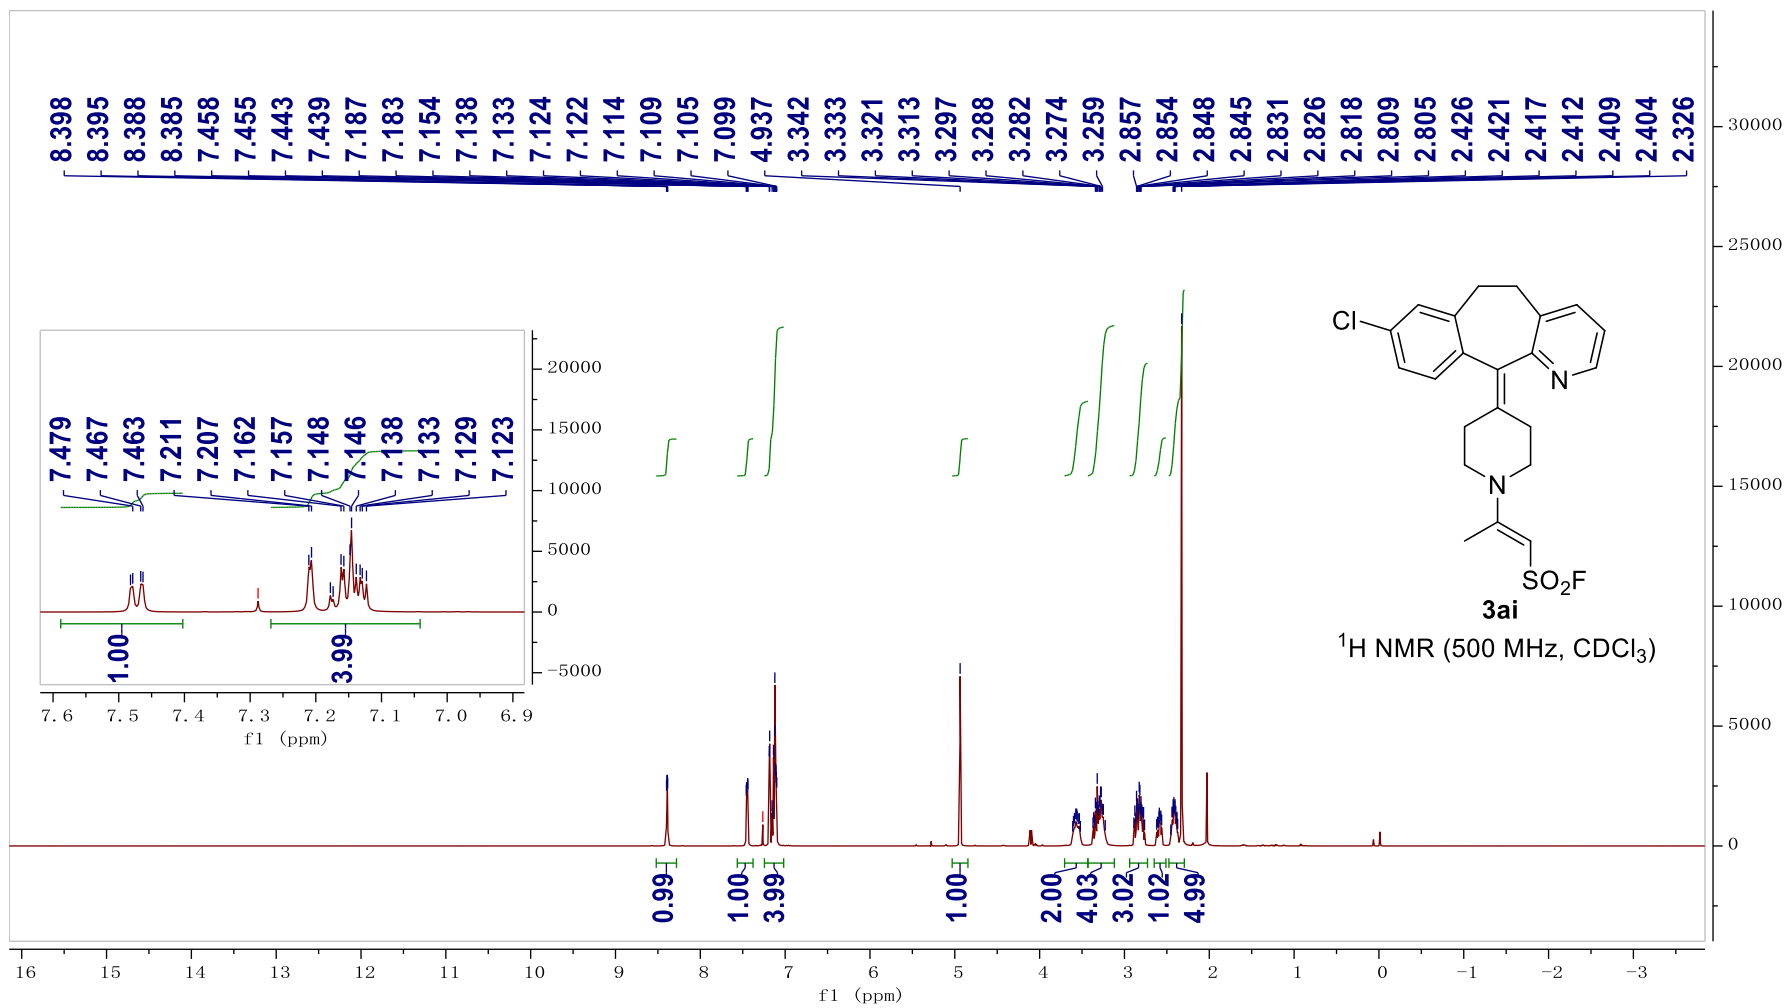 8.398 8.395 8.388 8.385 7.458 7.455 7.443 7.439 7.187 7.183 7.154 7.138 7.133 7.124 7.122 7.114 7.109 7.105 7.099 4.937 3.342 3.333 3.321 3.313 3.297 3.288 3.282 3.274 3.259 2.857 2.854 2.848 2.845 2.831 2.826 2.818 2.809 2.805 2.426 2.421 2.417 2.412 2.409 2.404 2.326
30000
25000
20000
15000
10000
5000
0
7.479 7.467 7.463 7.211 7.207 7.162 7.157 7.148 7.146 7.138 7.133 7.129 7.123
20000
15000
10000
5000
0
-5000
1.00 3.99
7.6 7.5 7.4 7.3 7.2 7.1 7.0 6.9
f1 (ppm)
Cl
N
N
SO2F
3ai
1H NMR (500 MHz, CDCl3)
0.99 1.00 3.99 1.00 2.00 4.03 3.02 1.02 4.99
16 15 14 13 12 11 10 9 8 7 6 5 4 3 2 1 0 -1 -2 -3
f1 (ppm)